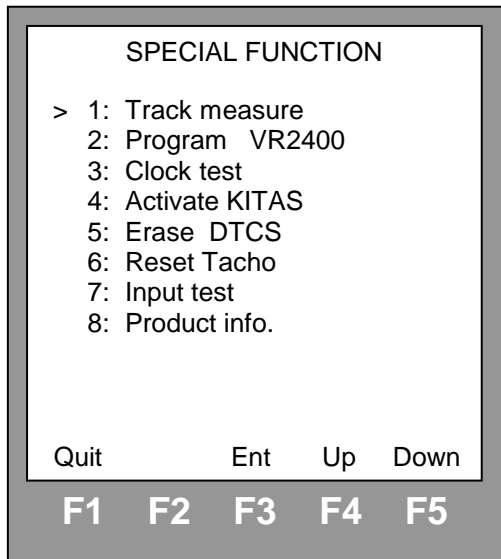 SPECIAL FUNCTION
> 1: Track measure
2: Program VR2400
3: Clock test
4: Activate KITAS
5: Erase DTCS
6: Reset Tacho
7: Input test
8: Product info.
Quit Ent Up Down
F1 F2 F3 F4 F5